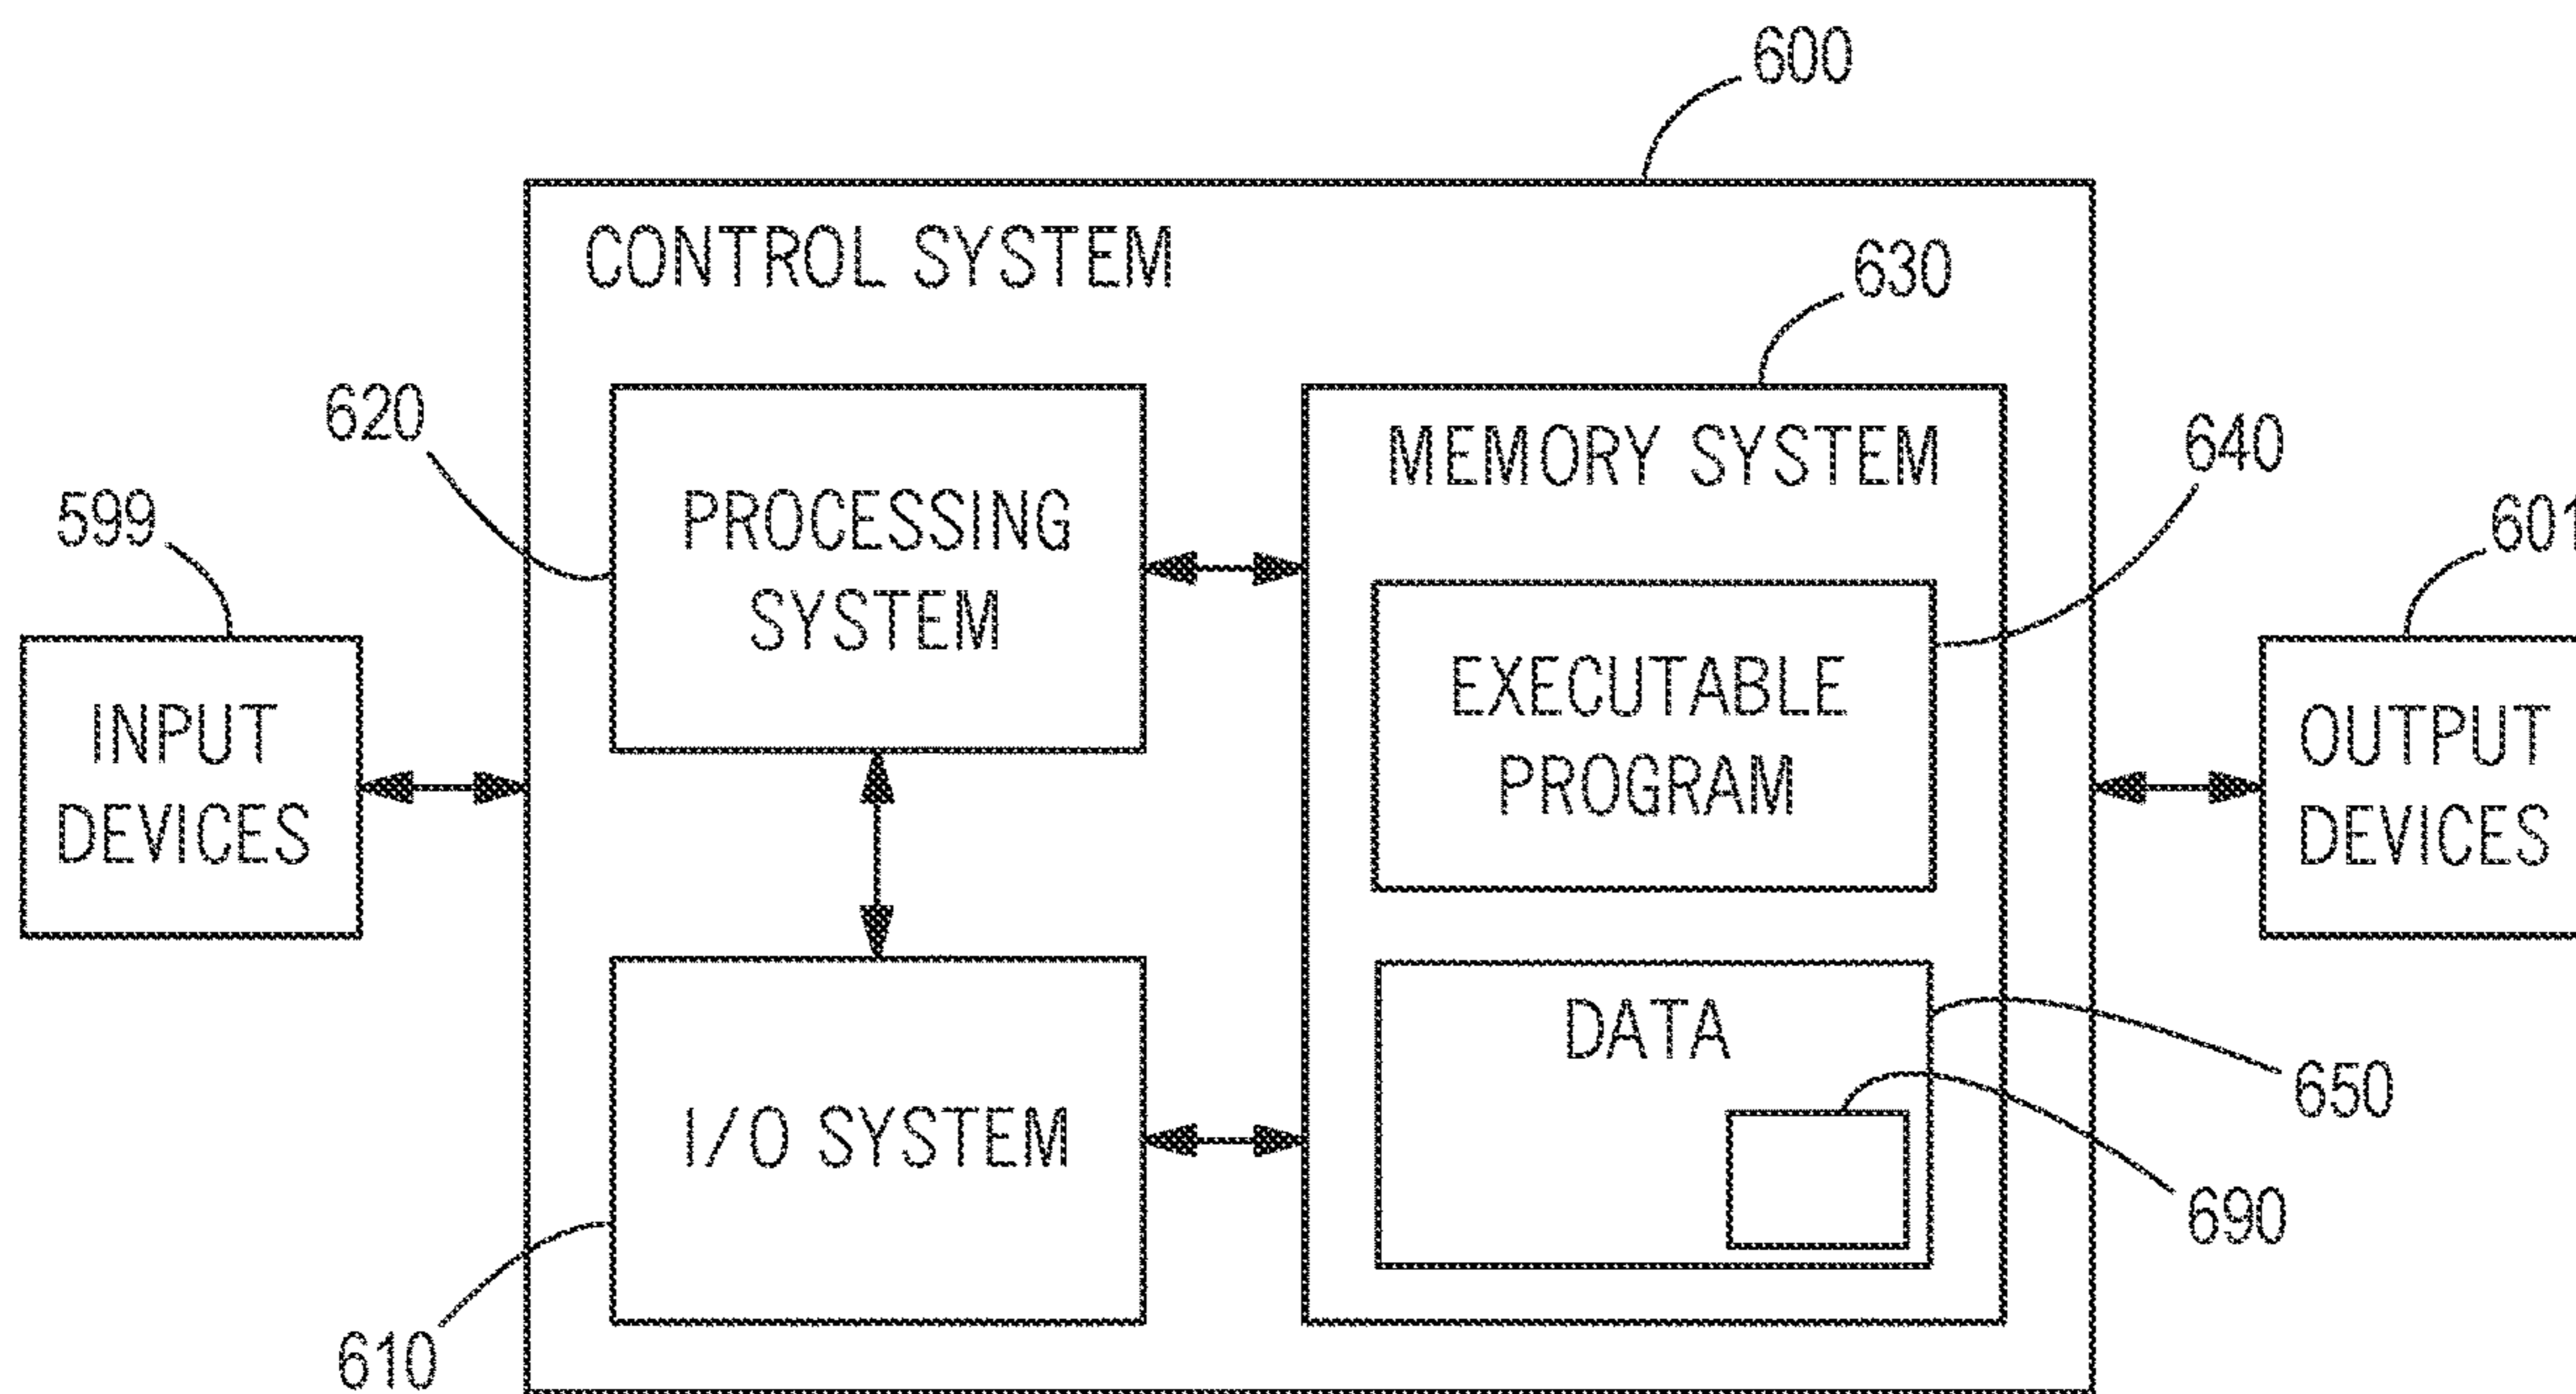 600
CONTROL SYSTEM
630
620
MEMORY SYSTEM
640
599
PROCESSING
SYSTEM
601
EXECUTABLE
PROGRAM
INPUT
DEVICES
OUTPUT
DEVICES
DATA
650
I/O SYSTEM
690
610